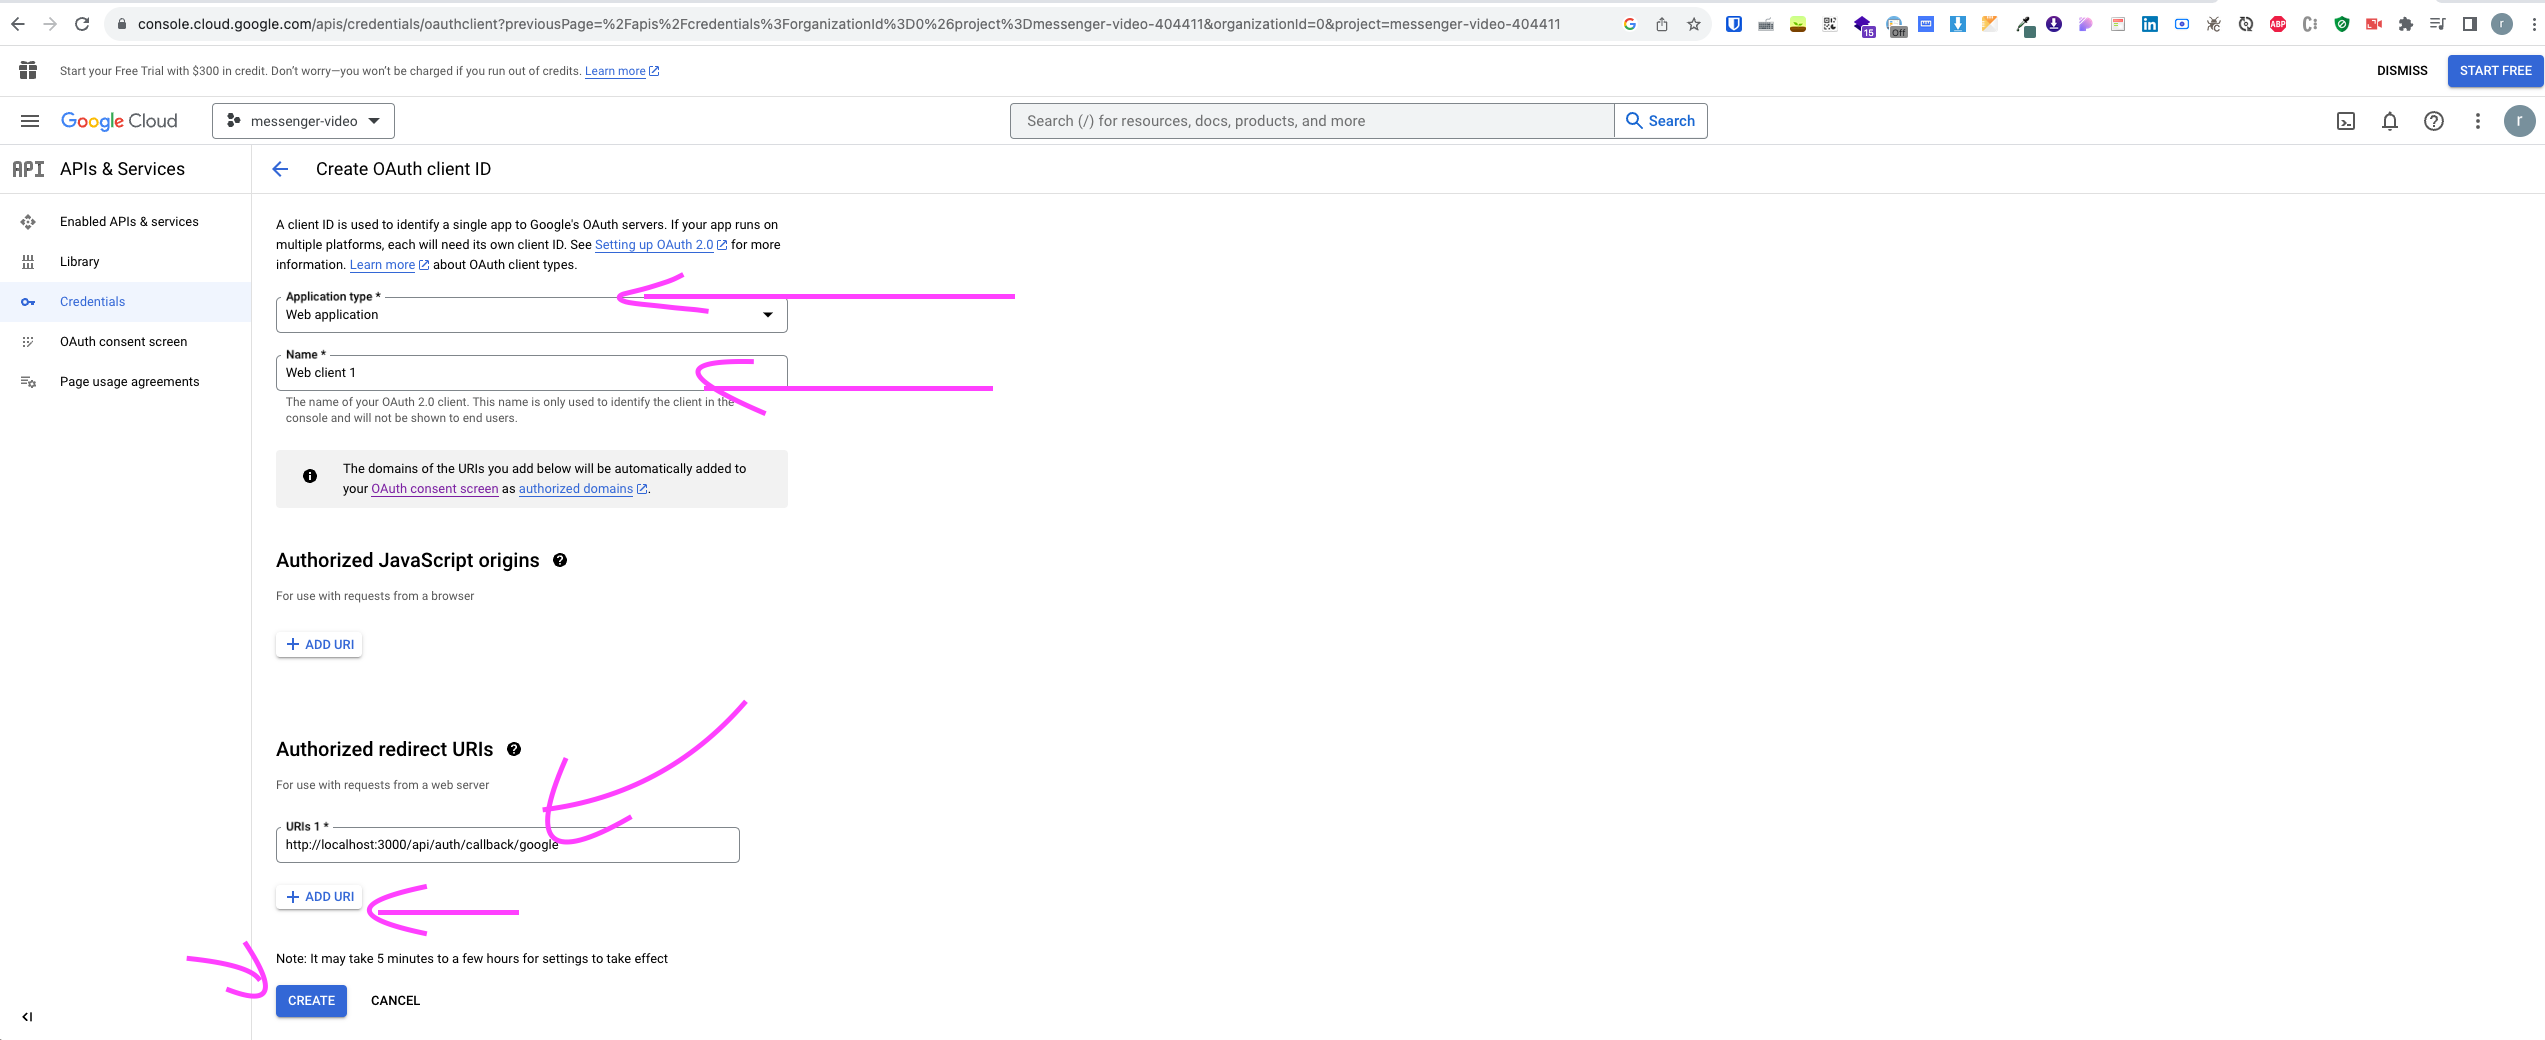 console.cloud.google.com/apis/credentials/oauthclient?previousPage=%2Fapis%2Fcredentials%3ForganizationId%3D0%26project%3Dmessenger-video-404411&organizationId=0&project=messenger-video-404411
15
Off
ABP
r
Start your Free Trial with $300 in credit. Don't worry—you won't be charged if you run out of credits. Learn more
DISMISS
START FREE
Google Cloud
messenger-video
Search (/) for resources, docs, products, and more
Search
r
API
APIs & Services
Create OAuth client ID
Enabled APIs & services
Library
Credentials
OAuth consent screen
Page usage agreements
A client ID is used to identify a single app to Google's OAuth servers. If your app runs on
multiple platforms, each will need its own client ID. See Setting up OAuth 2.0 for more
information. Learn more about OAuth client types.
Application type *
Web application
Name *
Web client 1
The name of your OAuth 2.0 client. This name is only used to identify the client in the
console and will not be shown to end users.
The domains of the URIs you add below will be automatically added to
your OAuth consent screen as authorized domains.
Authorized JavaScript origins
For use with requests from a browser
+ ADD URI
Authorized redirect URIs
For use with requests from a web server
URIs 1 *
http://localhost:3000/api/auth/callback/google
+ ADD URI
Note: It may take 5 minutes to a few hours for settings to take effect
CREATE
CANCEL